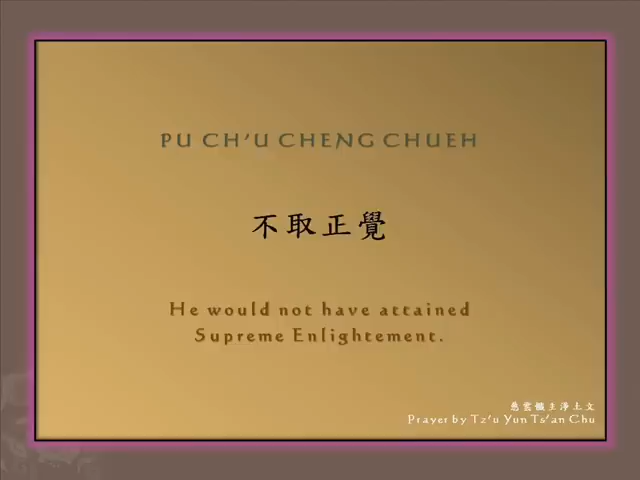 PU CH'U CHENG CHUEH
不取正覺
He would not have attained
Supreme Enlightement.
慈雲懺主淨土文
Prayer by Tz'u Yun Ts'an Chu